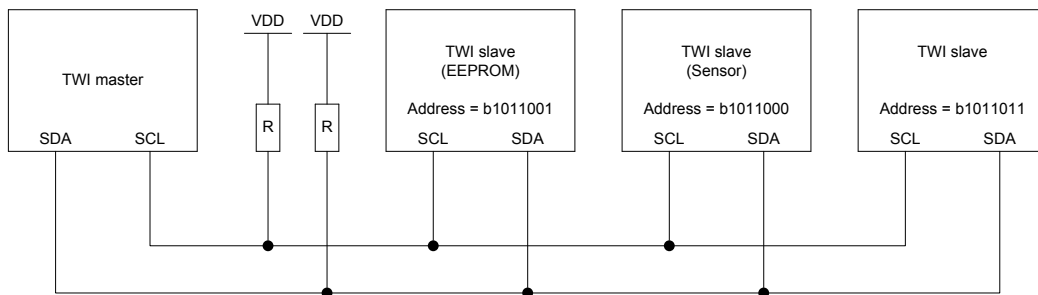 TWI master
SDA SCL
VDD VDD
R R
TWI slave
(EEPROM)
Address = b1011001
SCL SDA
TWI slave
(Sensor)
Address = b1011000
SCL SDA
TWI slave
Address = b1011011
SCL SDA